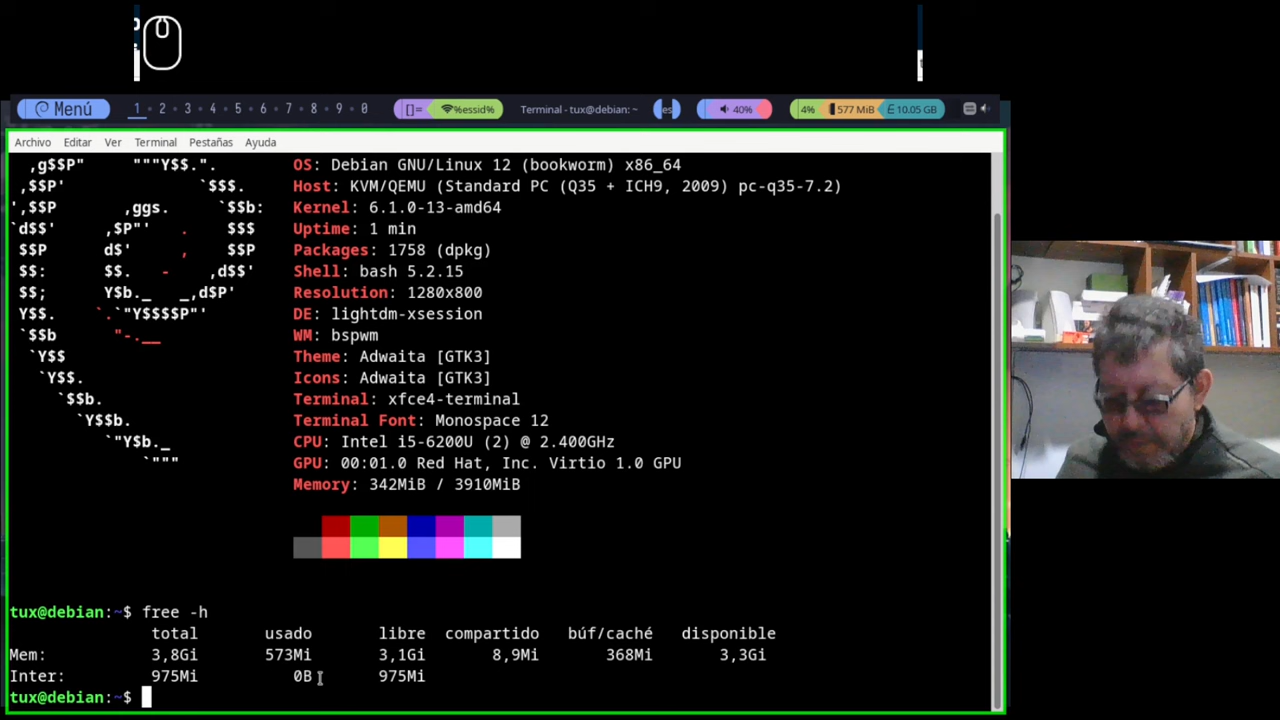 Menú 1 2 3 4 5 6 7 8 9 0 []= %essid% Terminal - tux@debian: ~ es 40% 4% 577 MiB 10.05 GB
Archivo Editar Ver Terminal Pestañas Ayuda
,g$$P" """Y$$.". OS: Debian GNU/Linux 12 (bookworm) x86_64
,$$P' `$$$. Host: KVM/QEMU (Standard PC (Q35 + ICH9, 2009) pc-q35-7.2)
',$$P ,ggs. `$$b: Kernel: 6.1.0-13-amd64
`d$$' ,$P"' . $$$ Uptime: 1 min
$$P d$' , $$P Packages: 1758 (dpkg)
$$: $$. - ,d$$' Shell: bash 5.2.15
$$; Y$b._ _,d$P' Resolution: 1280x800
Y$$. `.`"Y$$$$P"' DE: lightdm-xsession
`$$b "-.__ WM: bspwm
`Y$$ Theme: Adwaita [GTK3]
`Y$$. Icons: Adwaita [GTK3]
`$$b. Terminal: xfce4-terminal
`Y$$b. Terminal Font: Monospace 12
`"Y$b._ CPU: Intel i5-6200U (2) @ 2.400GHz
`""" GPU: 00:01.0 Red Hat, Inc. Virtio 1.0 GPU
Memory: 342MiB / 3910MiB
tux@debian:~$ free -h
total usado libre compartido búf/caché disponible
Mem: 3,8Gi 573Mi 3,1Gi 8,9Mi 368Mi 3,3Gi
Inter: 975Mi 0B 975Mi
tux@debian:~$